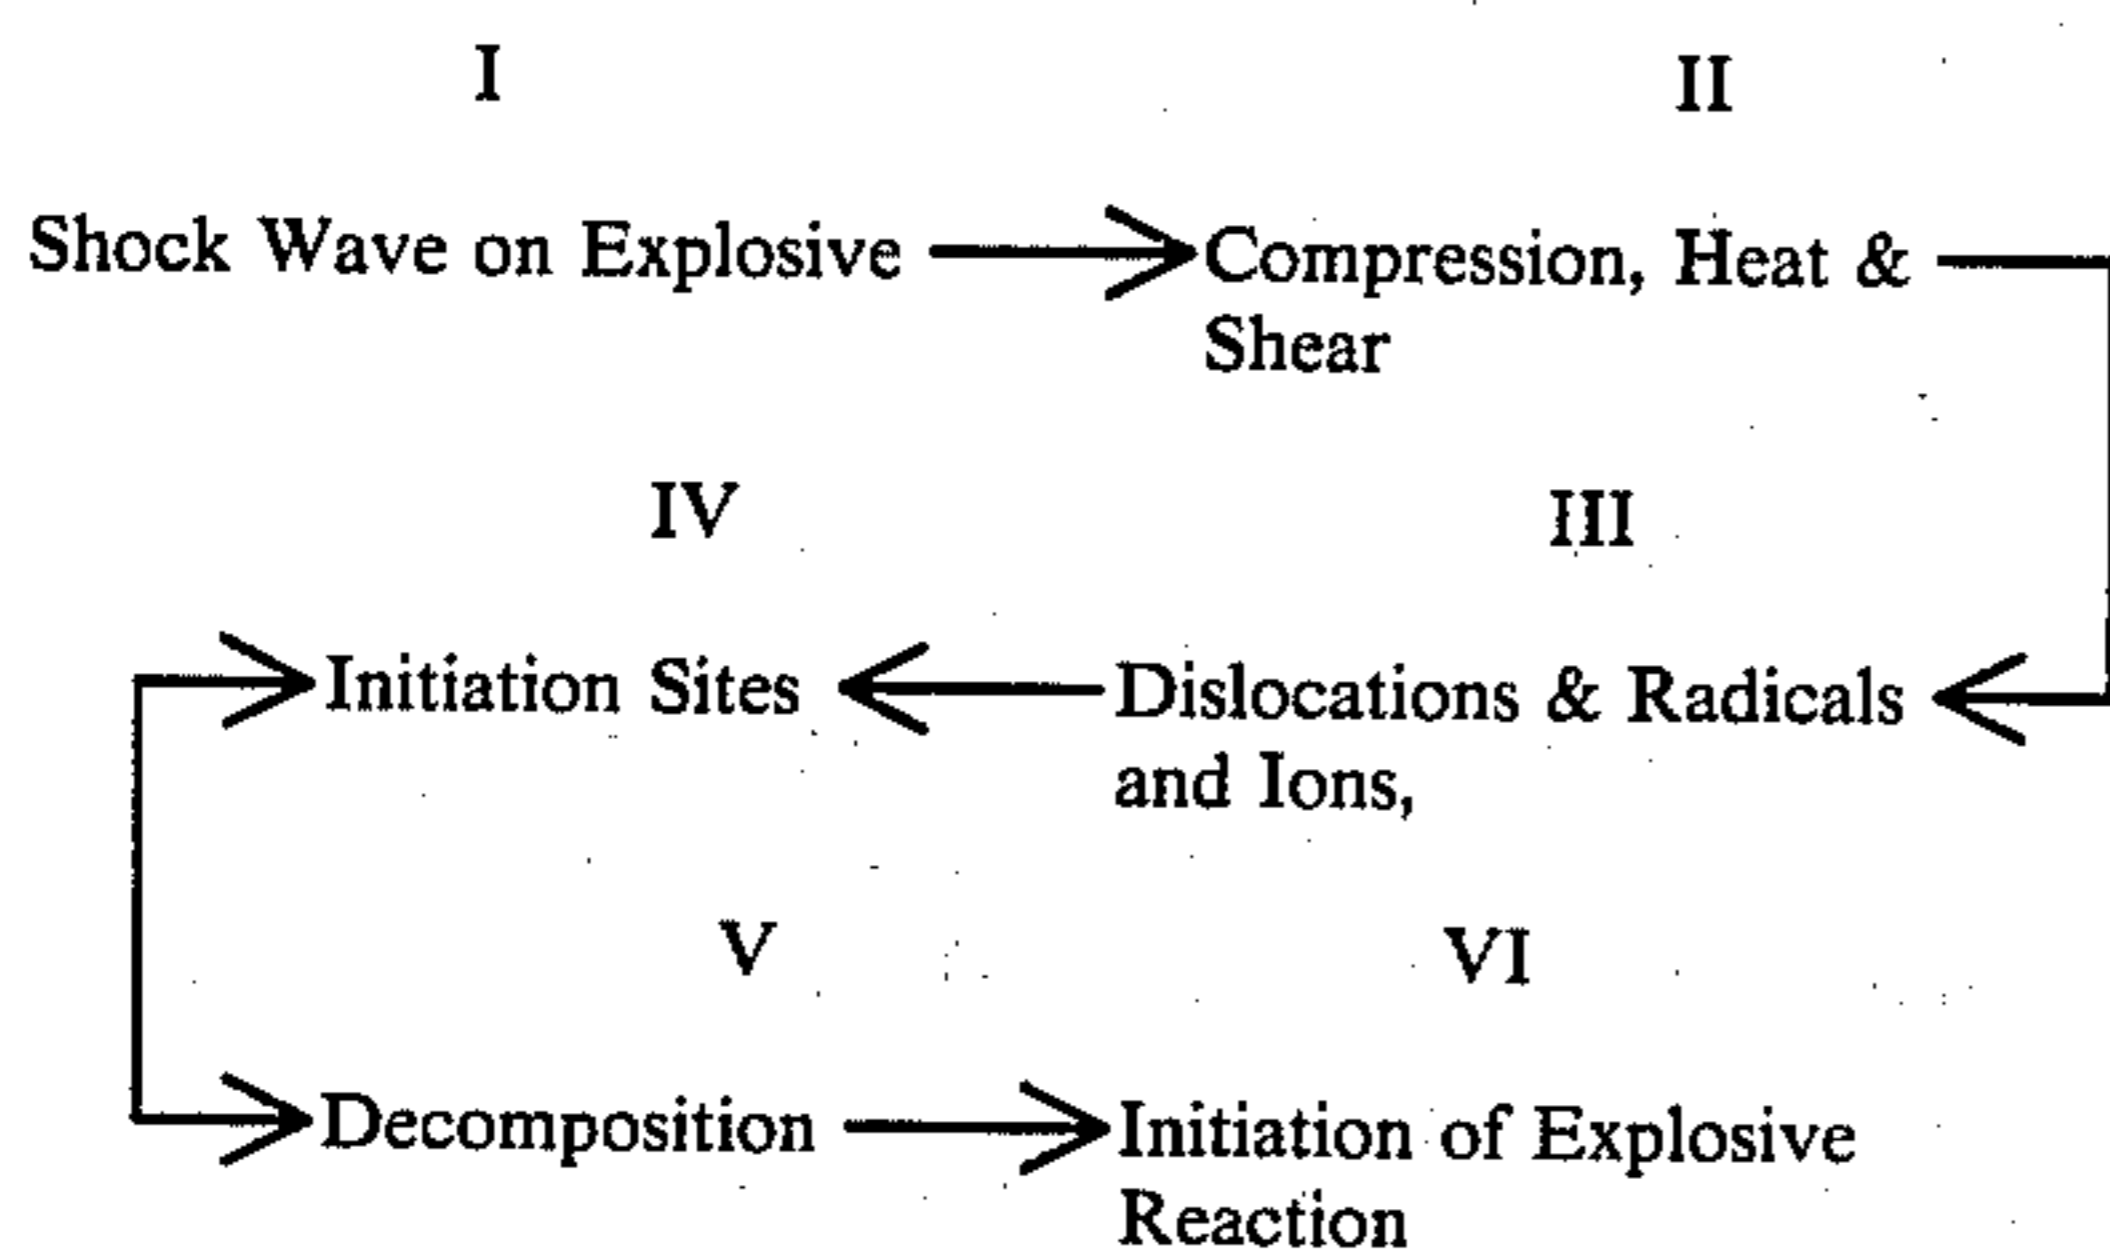 I
II
Shock Wave on Explosive
Compression, Heat &
Shear
IV
III
Initiation Sites
Dislocations & Radicals
and Ions,
V
VI
Decomposition
Initiation of Explosive
Reaction